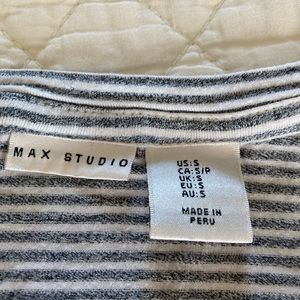 MAX STUDIO
US:S
CA:S/P
UK:S
EU:S
AU:S
MADE IN
PERU